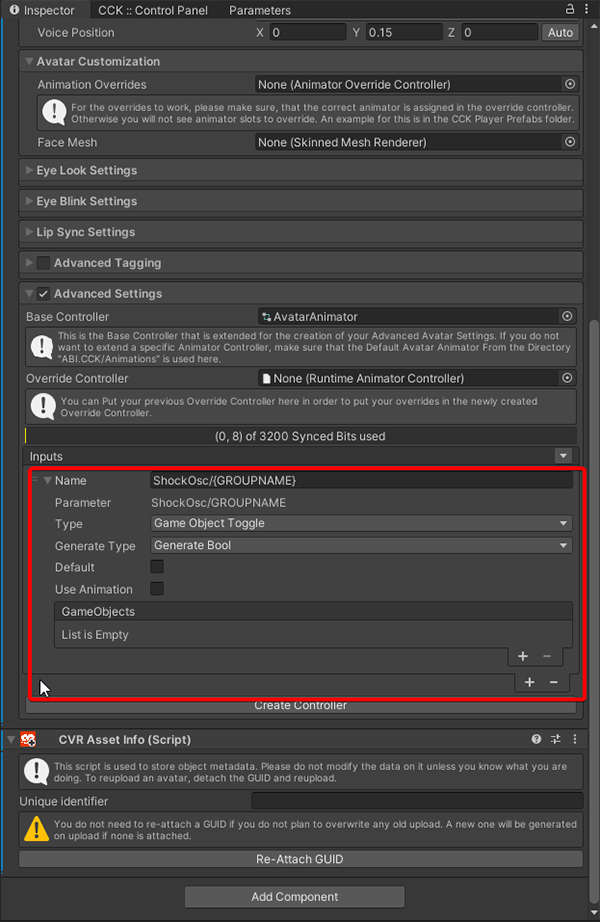 Inspector CCK :: Control Panel Parameters
Voice Position X 0 Y 0.15 Z 0 Auto
Avatar Customization
Animation Overrides None (Animator Override Controller)
For the overrides to work, please make sure, that the correct animator is assigned in the override controller.
Otherwise you will not see animator slots to override. An example for this is in the CCK Player Prefabs folder.
Face Mesh None (Skinned Mesh Renderer)
Eye Look Settings
Eye Blink Settings
Lip Sync Settings
Advanced Tagging
Advanced Settings
Base Controller AvatarAnimator
This is the Base Controller that is extended for the creation of your Advanced Avatar Settings. If you do not
want to extend a specific Animator Controller, make sure that the Default Avatar Animator From the Directory
"ABI.CCK/Animations" is used here.
Override Controller None (Runtime Animator Controller)
You can Put your previous Override Controller here in order to put your overrides in the newly created
Override Controller.
(0, 8) of 3200 Synced Bits used
Inputs
Name ShockOsc/{GROUPNAME}
Parameter ShockOsc/GROUPNAME
Type Game Object Toggle
Generate Type Generate Bool
Default
Use Animation
GameObjects
List is Empty
+ −
+ −
Create Controller
CVR Asset Info (Script)
This script is used to store object metadata. Please do not modify the data on it unless you know what you are
doing. To reupload an avatar, detach the GUID and reupload.
Unique identifier
You do not need to re-attach a GUID if you do not plan to overwrite any old upload. A new one will be generated
on upload if none is attached.
Re-Attach GUID
Add Component